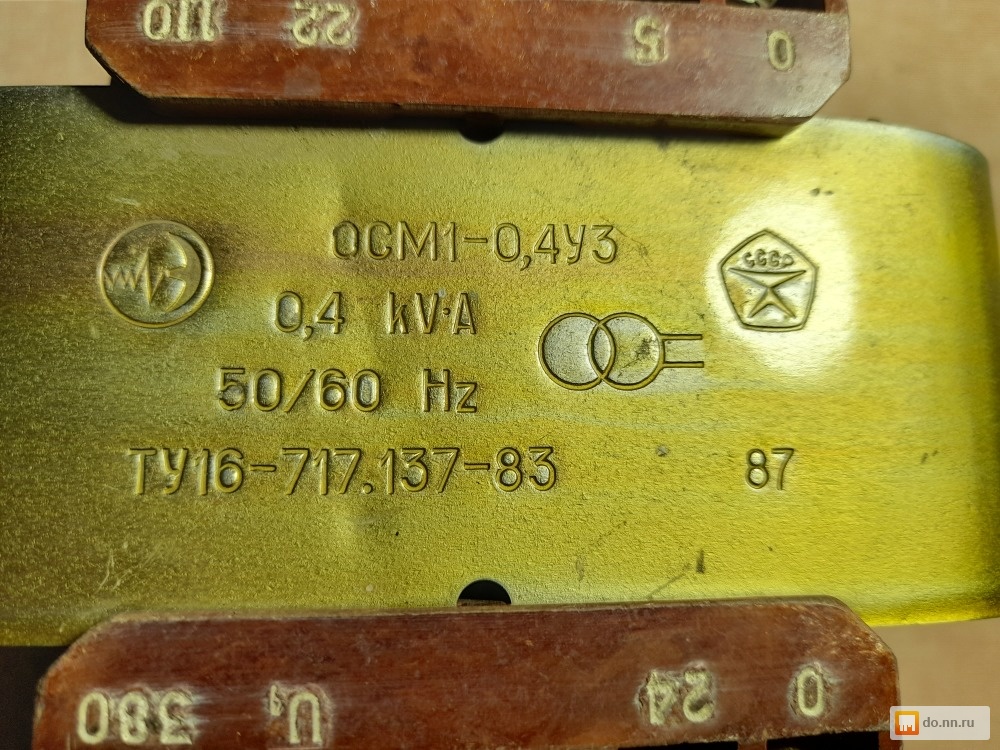 110 22 5 0
ОСМ1-0,4У3
СССР
0,4 kV·A
50/60 Hz
ТУ16-717.137-83
87
380 U₁ 24 0
do.nn.ru